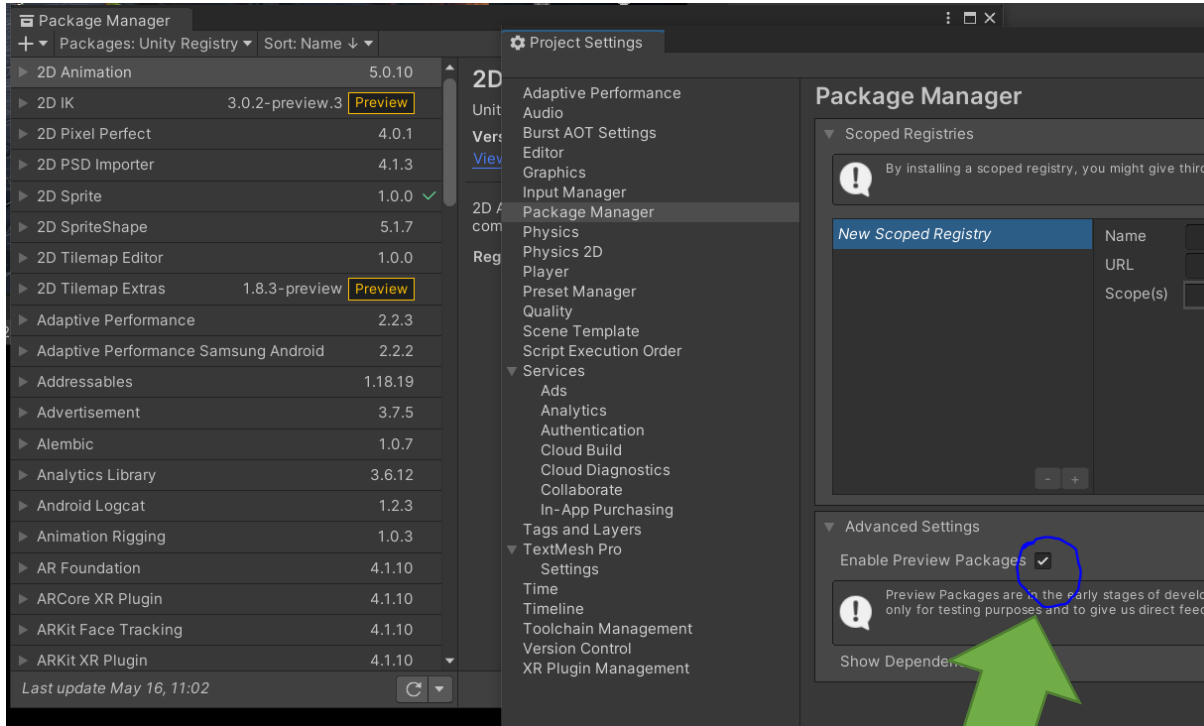 Package Manager
Packages: Unity Registry Sort: Name ↓
2D Animation 5.0.10
2D IK 3.0.2-preview.3 Preview
2D Pixel Perfect 4.0.1
2D PSD Importer 4.1.3
2D Sprite 1.0.0
2D SpriteShape 5.1.7
2D Tilemap Editor 1.0.0
2D Tilemap Extras 1.8.3-preview Preview
Adaptive Performance 2.2.3
Adaptive Performance Samsung Android 2.2.2
Addressables 1.18.19
Advertisement 3.7.5
Alembic 1.0.7
Analytics Library 3.6.12
Android Logcat 1.2.3
Animation Rigging 1.0.3
AR Foundation 4.1.10
ARCore XR Plugin 4.1.10
ARKit Face Tracking 4.1.10
ARKit XR Plugin 4.1.10
Last update May 16, 11:02
2D
Unit
Vers
View
2D A
com
Reg
Project Settings
Adaptive Performance
Audio
Burst AOT Settings
Editor
Graphics
Input Manager
Package Manager
Physics
Physics 2D
Player
Preset Manager
Quality
Scene Template
Script Execution Order
Services
Ads
Analytics
Authentication
Cloud Build
Cloud Diagnostics
Collaborate
In-App Purchasing
Tags and Layers
TextMesh Pro
Settings
Time
Timeline
Toolchain Management
Version Control
XR Plugin Management
Package Manager
Scoped Registries
By installing a scoped registry, you might give third
New Scoped Registry
Name
URL
Scope(s)
- +
Advanced Settings
Enable Preview Packages
Preview Packages are in the early stages of develo
only for testing purposes and to give us direct feed
Show Dependen